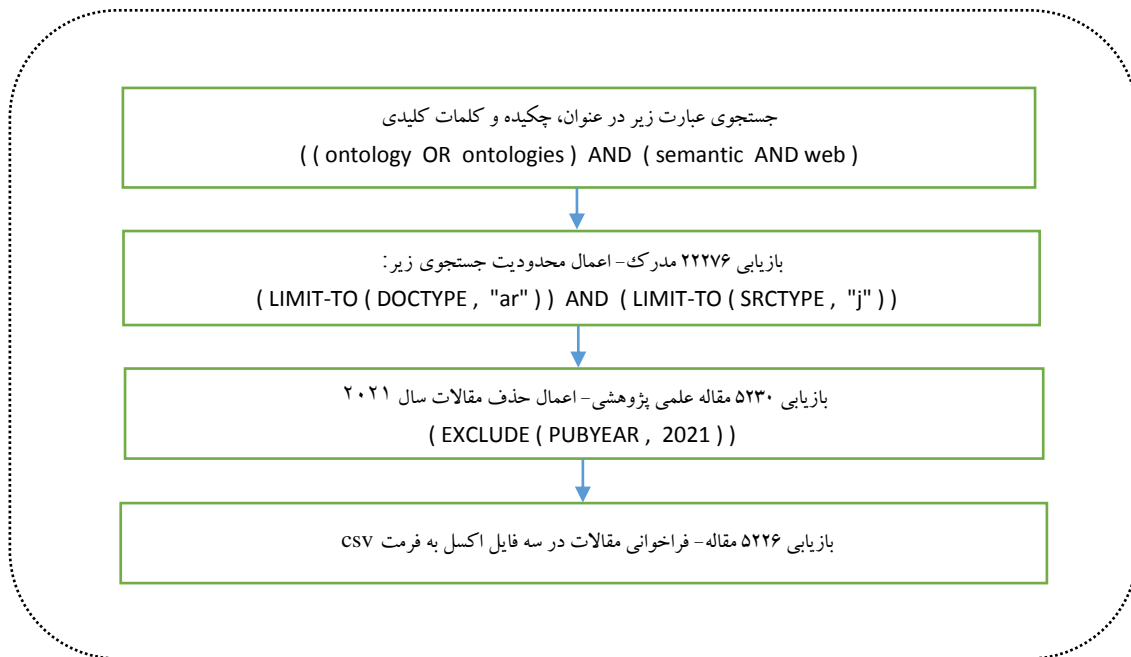 جستجوی عبارت زیر در عنوان، چکیده و کلمات کلیدی
( ( ontology OR ontologies ) AND ( semantic AND web )
بازیابی ۲۲۲۷۶ مدرك- اعمال محدودیت جستجوی زیر:
( LIMIT-TO ( DOCTYPE , "ar" ) ) AND ( LIMIT-TO ( SRCTYPE , "j" ) )
بازیابی ۵۲۳۰ مقاله علمی پژوهشی- اعمال حذف مقالات سال ۲۰۲۱
( EXCLUDE ( PUBYEAR , 2021 ) )
بازیابی ۵۲۲۶ مقاله- فراخوانی مقالات در سه فایل اکسل به فرمت csv